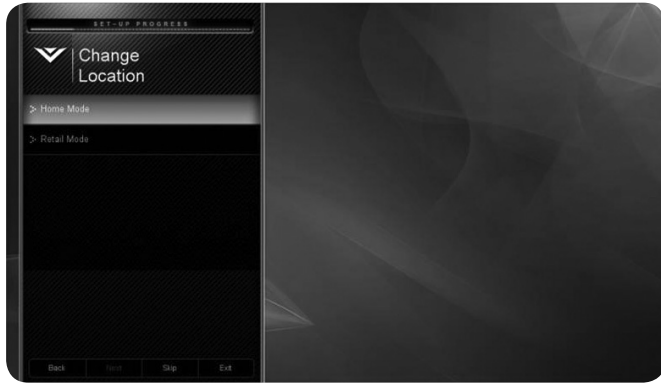 SET-UP PROGRESS
Change
Location
> Home Mode
> Retail Mode
Back Next Skip Exit